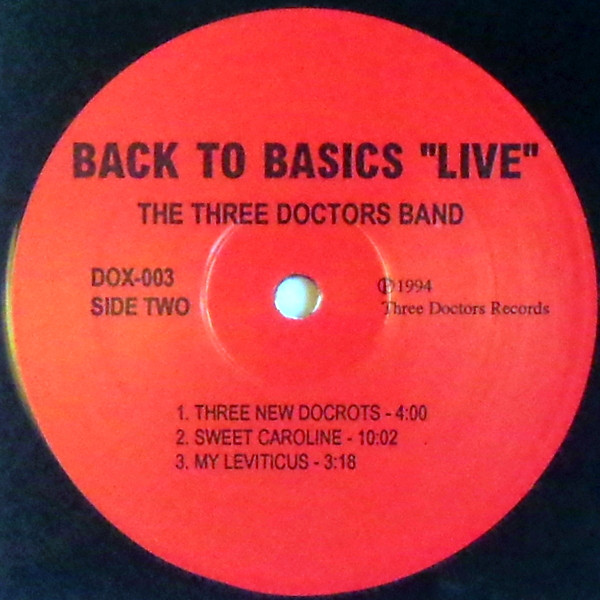 BACK TO BASICS "LIVE"
THE THREE DOCTORS BAND
DOX-003
SIDE TWO
℗1994
Three Doctors Records
1. THREE NEW DOCROTS - 4:00
2. SWEET CAROLINE - 10:02
3. MY LEVITICUS - 3:18